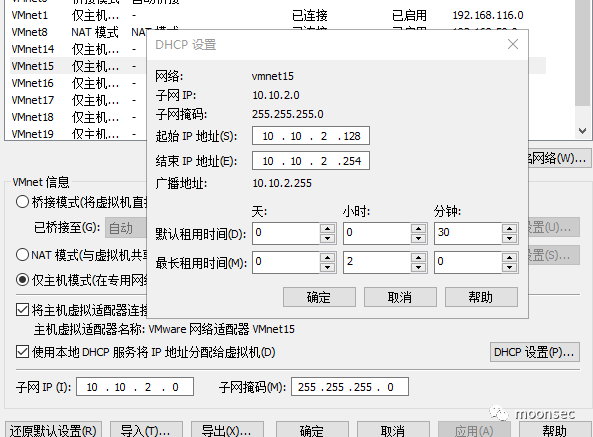 VMnet1 仅主机... - 已连接 已启用 192.168.116.0
VMnet8 NAT 模式
VMnet14 仅主机... -
VMnet15 仅主机... -
VMnet16 仅主机... -
VMnet17 仅主机... -
VMnet18 仅主机... -
VMnet19 仅主机... -
DHCP 设置
网络: vmnet15
子网 IP: 10.10.2.0
子网掩码: 255.255.255.0
起始 IP 地址(S): 10 . 10 . 2 .128
结束 IP 地址(E): 10 . 10 . 2 .254
广播地址: 10.10.2.255
天: 小时: 分钟:
默认租用时间(D): 0 0 30
最长租用时间(M): 0 2 0
确定 取消 帮助
网络(W)...
VMnet 信息
桥接模式(将虚拟机直接
已桥接至(G): 自动 设置(U)...
NAT 模式(与虚拟机共享 设置(S)...
仅主机模式(在专用网络
将主机虚拟适配器连接
主机虚拟适配器名称: VMware 网络适配器 VMnet15
使用本地 DHCP 服务将 IP 地址分配给虚拟机(D) DHCP 设置(P)...
子网 IP (I): 10 . 10 . 2 . 0 子网掩码(M): 255 .255 .255 . 0
moonsec
还原默认设置(R) 导入(T)... 导出(X)... 确定 取消 应用(A) 帮助